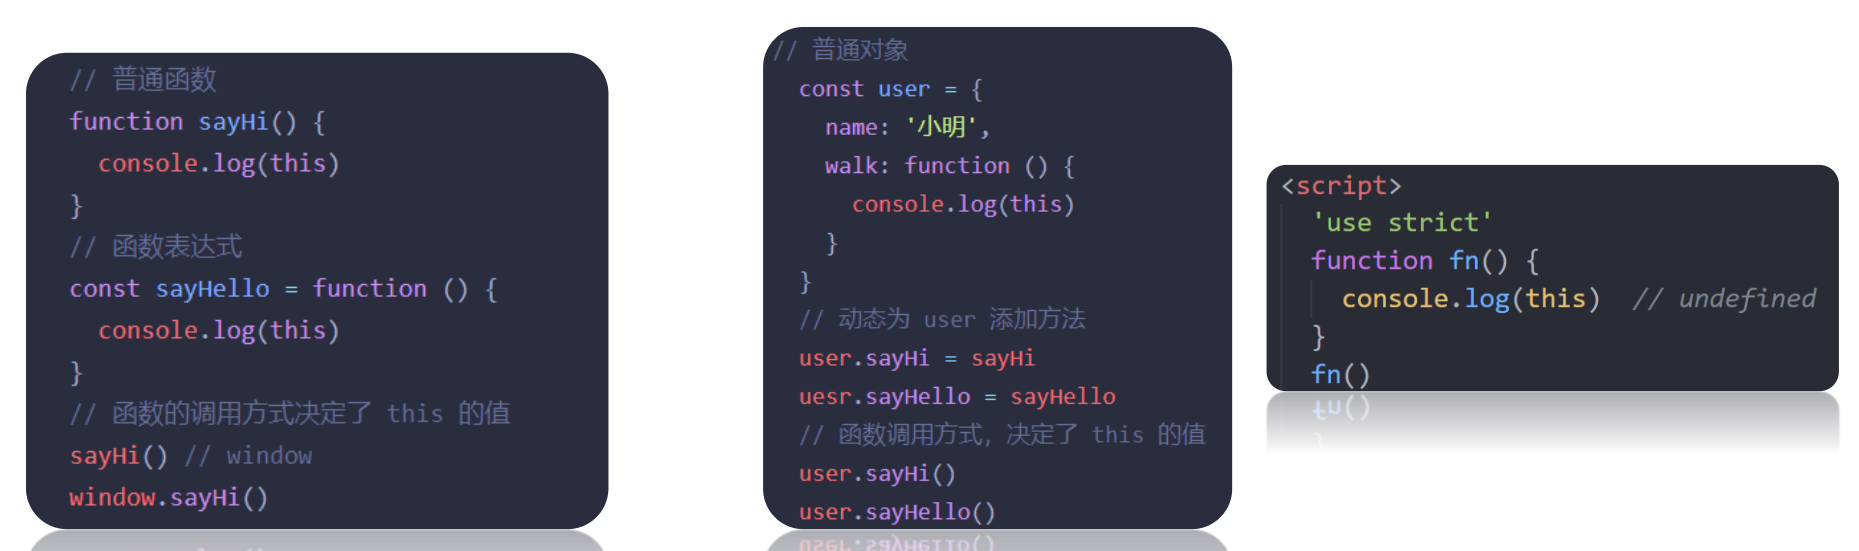 // 普通函数
function sayHi() {
  console.log(this)
}
// 函数表达式
const sayHello = function () {
  console.log(this)
}
// 函数的调用方式决定了 this 的值
sayHi() // window
window.sayHi()
// 普通对象
const user = {
  name: '小明',
  walk: function () {
    console.log(this)
  }
}
// 动态为 user 添加方法
user.sayHi = sayHi
uesr.sayHello = sayHello
// 函数调用方式，决定了 this 的值
user.sayHi()
user.sayHello()
<script>
  'use strict'
  function fn() {
    console.log(this)  // undefined
  }
  fn()